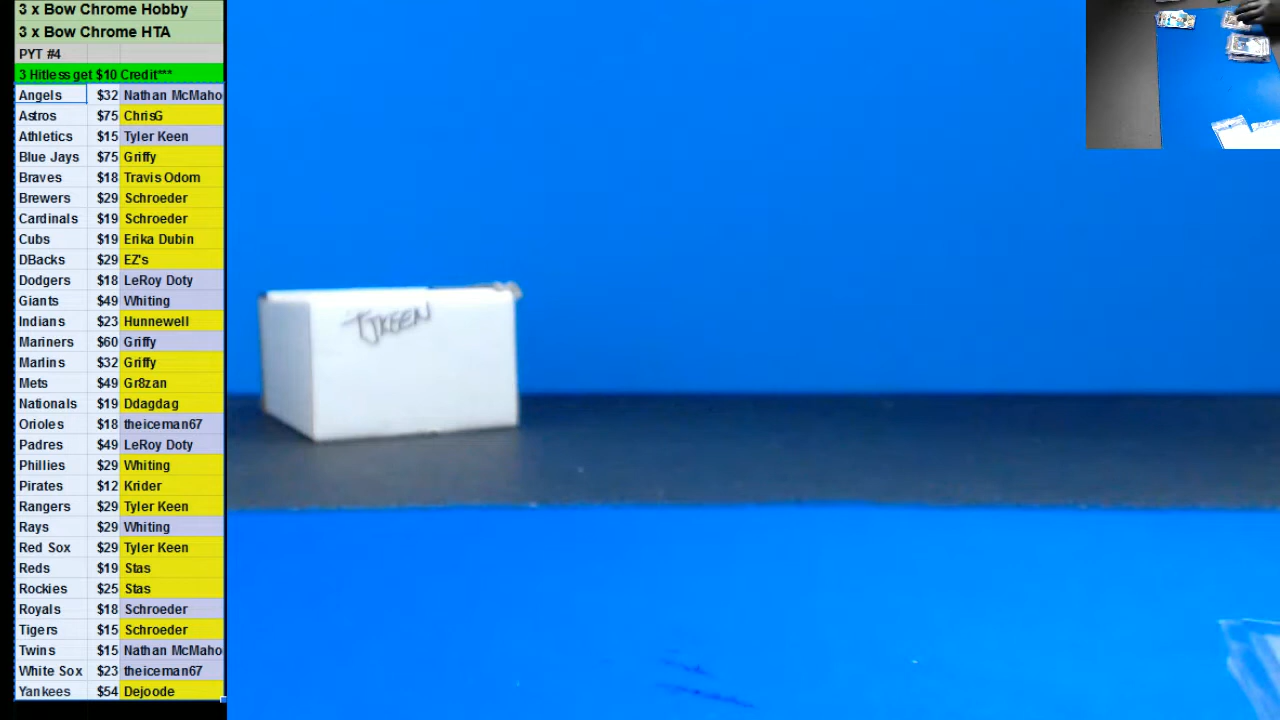 3 x Bow Chrome Hobby
3 x Bow Chrome HTA
PYT #4
3 Hitless get $10 Credit***
Angels $32 Nathan McMaho
Astros $75 ChrisG
Athletics $15 Tyler Keen
Blue Jays $75 Griffy
Braves $18 Travis Odom
Brewers $29 Schroeder
Cardinals $19 Schroeder
Cubs $19 Erika Dubin
DBacks $29 EZ's
Dodgers $18 LeRoy Doty
Giants $49 Whiting
Indians $23 Hunnewell
Mariners $60 Griffy
Marlins $32 Griffy
Mets $49 Gr8zan
Nationals $19 Ddagdag
Orioles $18 theiceman67
Padres $49 LeRoy Doty
Phillies $29 Whiting
Pirates $12 Krider
Rangers $29 Tyler Keen
Rays $29 Whiting
Red Sox $29 Tyler Keen
Reds $19 Stas
Rockies $25 Stas
Royals $18 Schroeder
Tigers $15 Schroeder
Twins $15 Nathan McMaho
White Sox $23 theiceman67
Yankees $54 Dejoode
TJKEEN